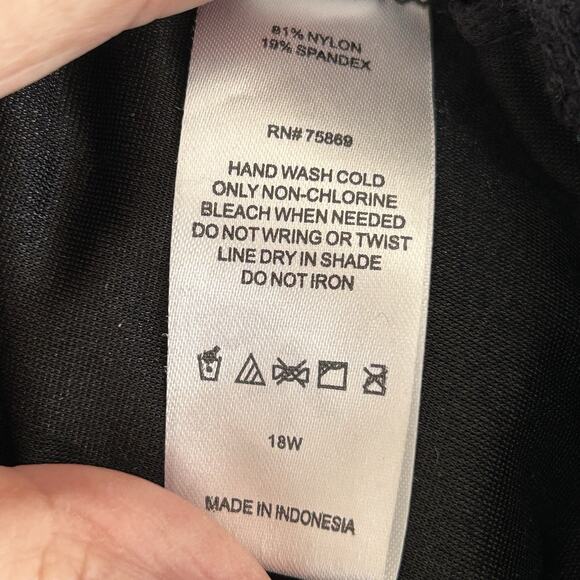 81% NYLON
19% SPANDEX
RN# 75869
HAND WASH COLD
ONLY NON-CHLORINE
BLEACH WHEN NEEDED
DO NOT WRING OR TWIST
LINE DRY IN SHADE
DO NOT IRON
18W
MADE IN INDONESIA